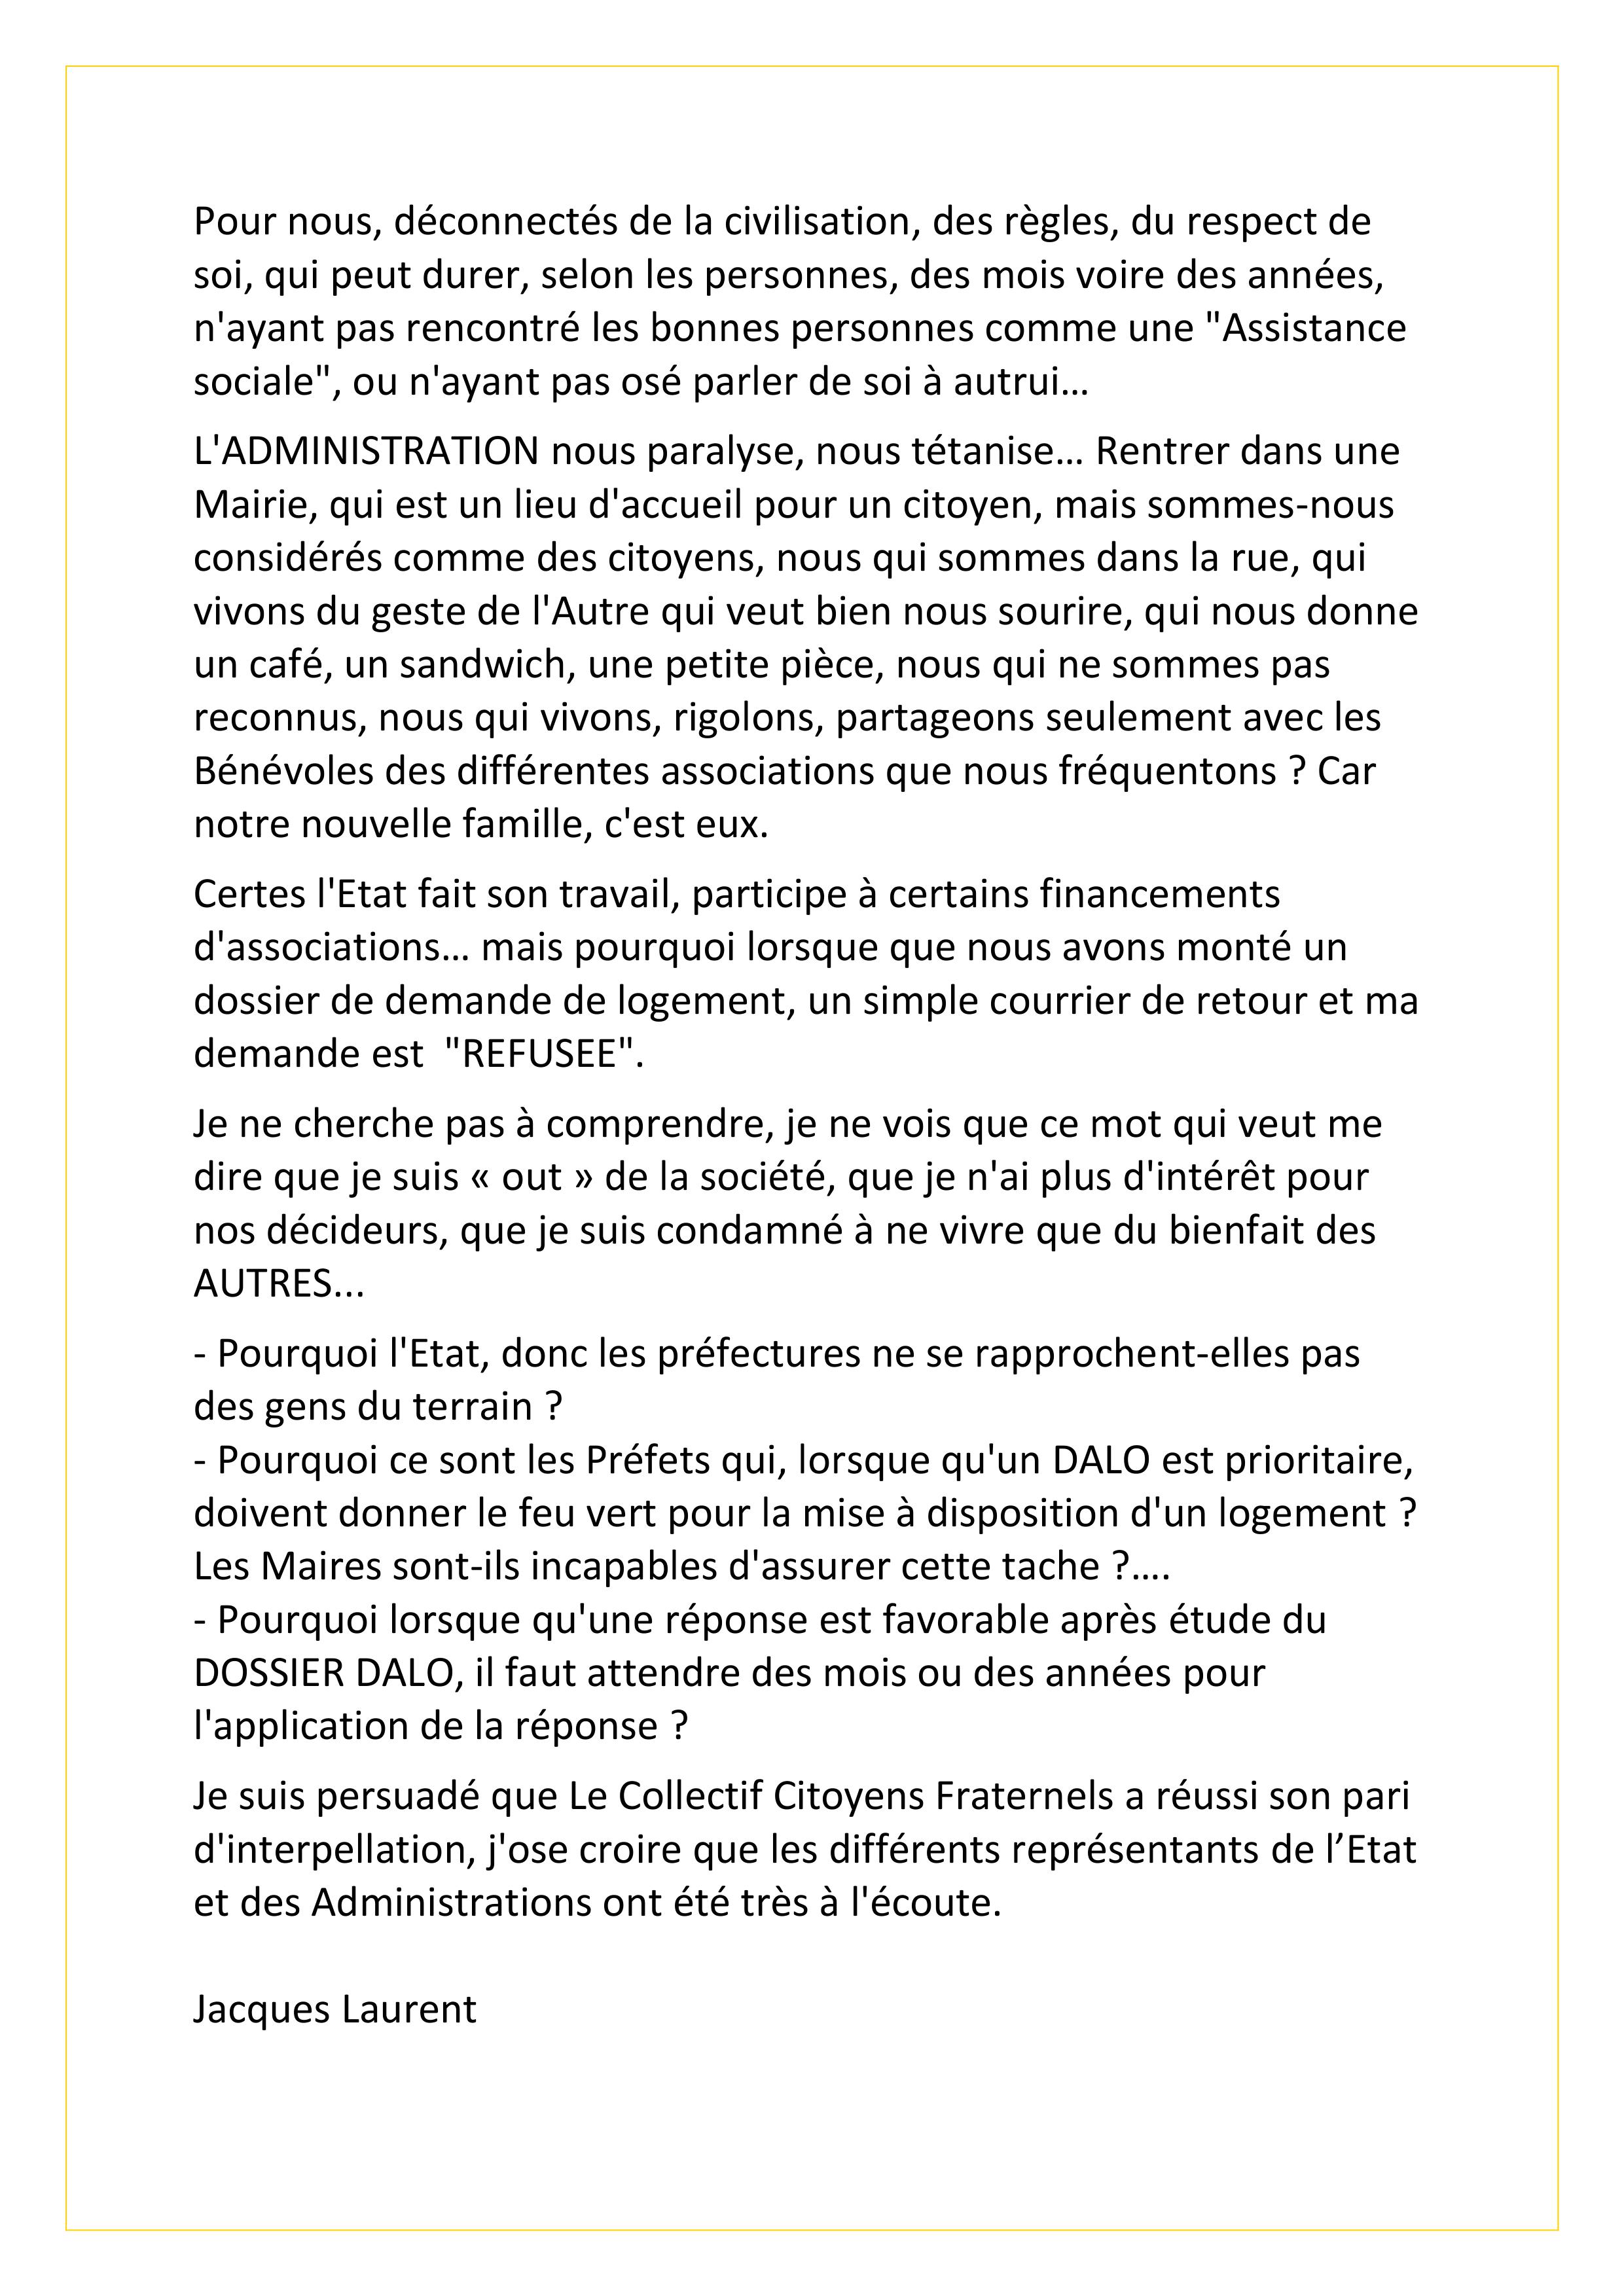 Pour nous, déconnectés de la civilisation, des règles, du respect de
soi, qui peut durer, selon les personnes, des mois voire des années,
n'ayant pas rencontré les bonnes personnes comme une "Assistance
sociale", ou n'ayant pas osé parler de soi à autrui…
L'ADMINISTRATION nous paralyse, nous tétanise… Rentrer dans une
Mairie, qui est un lieu d'accueil pour un citoyen, mais sommes-nous
considérés comme des citoyens, nous qui sommes dans la rue, qui
vivons du geste de l'Autre qui veut bien nous sourire, qui nous donne
un café, un sandwich, une petite pièce, nous qui ne sommes pas
reconnus, nous qui vivons, rigolons, partageons seulement avec les
Bénévoles des différentes associations que nous fréquentons ? Car
notre nouvelle famille, c'est eux.
Certes l'Etat fait son travail, participe à certains financements
d'associations… mais pourquoi lorsque que nous avons monté un
dossier de demande de logement, un simple courrier de retour et ma
demande est  "REFUSEE".
Je ne cherche pas à comprendre, je ne vois que ce mot qui veut me
dire que je suis « out » de la société, que je n'ai plus d'intérêt pour
nos décideurs, que je suis condamné à ne vivre que du bienfait des
AUTRES...
- Pourquoi l'Etat, donc les préfectures ne se rapprochent-elles pas
des gens du terrain ?
- Pourquoi ce sont les Préfets qui, lorsque qu'un DALO est prioritaire,
doivent donner le feu vert pour la mise à disposition d'un logement ?
Les Maires sont-ils incapables d'assurer cette tache ?….
- Pourquoi lorsque qu'une réponse est favorable après étude du
DOSSIER DALO, il faut attendre des mois ou des années pour
l'application de la réponse ?
Je suis persuadé que Le Collectif Citoyens Fraternels a réussi son pari
d'interpellation, j'ose croire que les différents représentants de l’Etat
et des Administrations ont été très à l'écoute.
Jacques Laurent